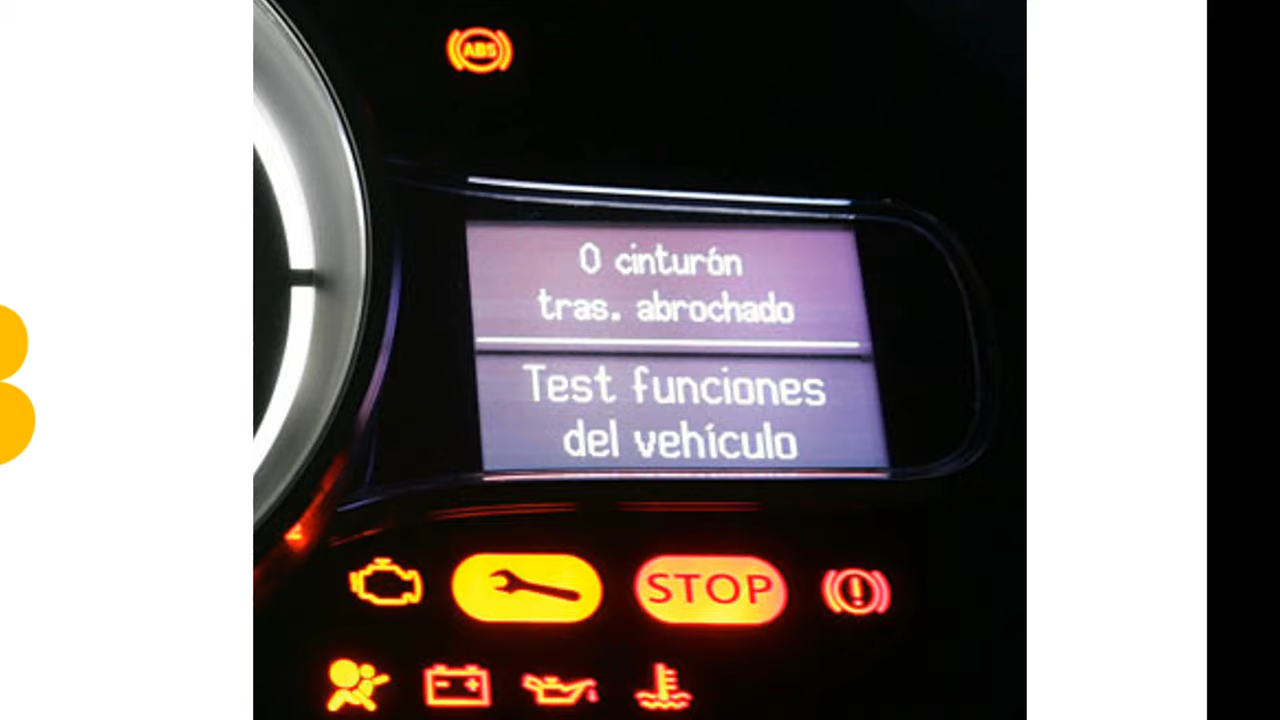 ABS
0 cinturón
tras. abrochado
Test funciones
del vehículo
STOP